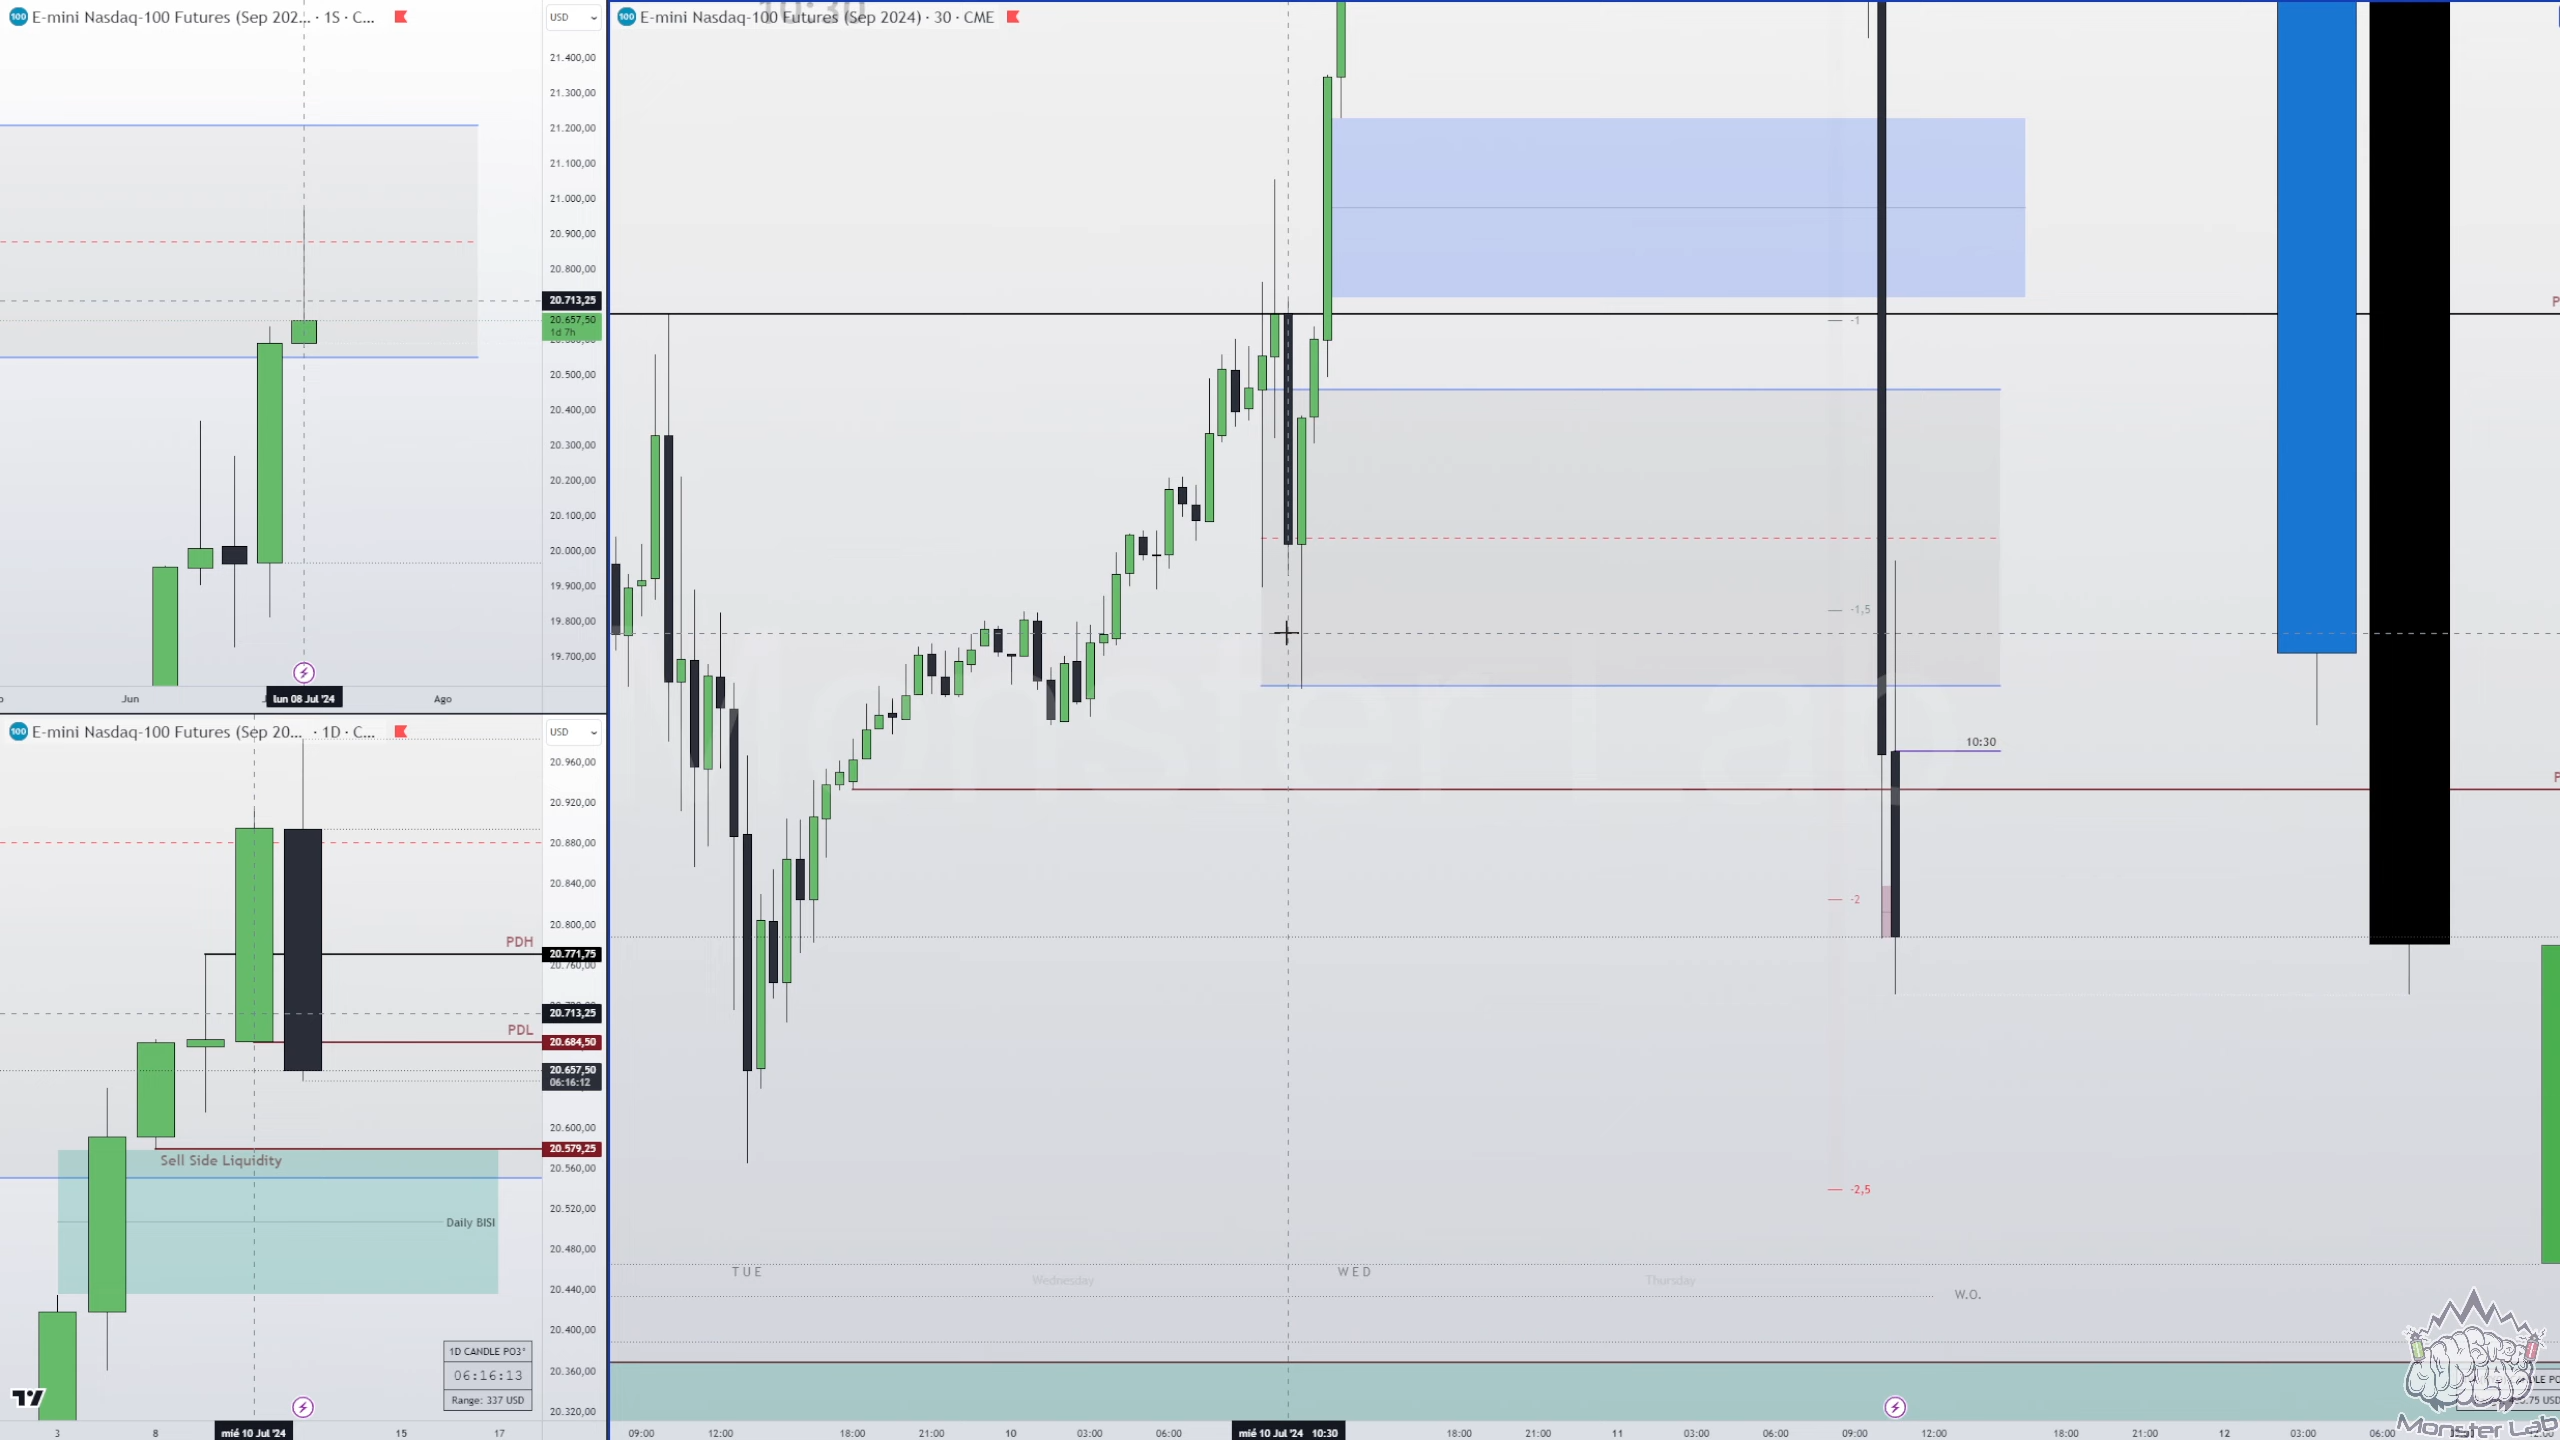 E-mini Nasdaq-100 Futures (Sep 202... · 1S · C...
USD
21.400,00
21.300,00
21.200,00
21.100,00
21.000,00
20.900,00
20.800,00
20.713,25
20.657,50
1d 7h
20.500,00
20.400,00
20.300,00
20.200,00
20.100,00
20.000,00
19.900,00
19.800,00
19.700,00
Jun
lun 08 Jul '24
Ago
E-mini Nasdaq-100 Futures (Sep 20... · 1D · C...
USD
20.960,00
20.920,00
20.880,00
20.840,00
20.800,00
PDH
20.771,75
20.760,00
20.713,25
PDL
20.684,50
20.657,50
06:16:12
20.600,00
20.579,25
Sell Side Liquidity
20.560,00
20.520,00
Daily BISI
20.480,00
20.440,00
20.400,00
20.360,00
20.320,00
1D CANDLE PO3*
06:16:13
Range: 337 USD
3
8
mié 10 Jul '24
15
17
E-mini Nasdaq-100 Futures (Sep 2024) · 30 · CME
10:30
-1
-1,5
10:30
-2
-2,5
Monster Lab
TUE
Wednesday
WED
Thursday
W.O.
09:00
12:00
18:00
21:00
10
03:00
06:00
mié 10 Jul '24 10:30
18:00
21:00
11
03:00
06:00
09:00
12:00
18:00
21:00
12
03:00
06:00
Monster Lab